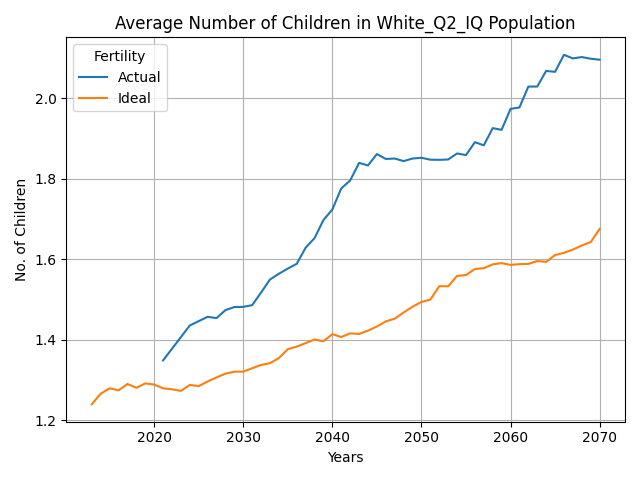 Average Number of Children in White_Q2_IQ Population
Fertility
Actual
Ideal
No. of Children
2.0
1.8
1.6
1.4
1.2
2020 2030 2040 2050 2060 2070
Years